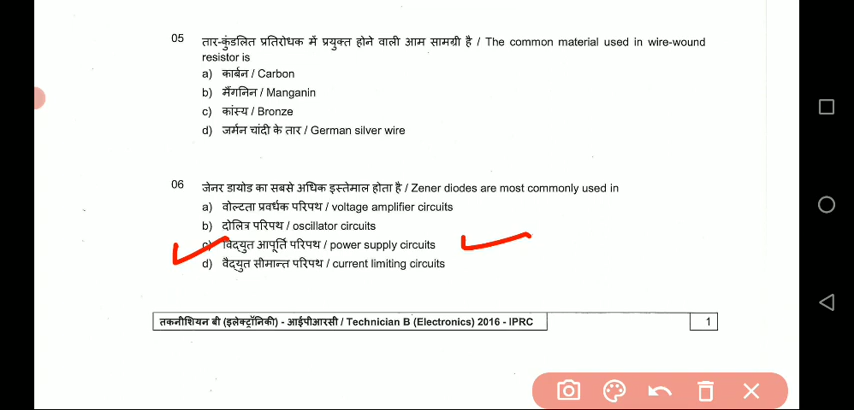 05 तार-कुंडलित प्रतिरोधक में प्रयुक्त होने वाली आम सामग्री है / The common material used in wire-wound
resistor is
a) कार्बन / Carbon
b) मैंगनिन / Manganin
c) कांस्य / Bronze
d) जर्मन चांदी के तार / German silver wire
06 जेनर डायोड का सबसे अधिक इस्तेमाल होता है / Zener diodes are most commonly used in
a) वोल्टता प्रवर्धक परिपथ / voltage amplifier circuits
b) दोलित्र परिपथ / oscillator circuits
c) विद्युत आपूर्ति परिपथ / power supply circuits
d) वैद्युत सीमान्त परिपथ / current limiting circuits
तकनीशियन बी (इलेक्ट्रॉनिकी) - आईपीआरसी / Technician B (Electronics) 2016 - IPRC 1